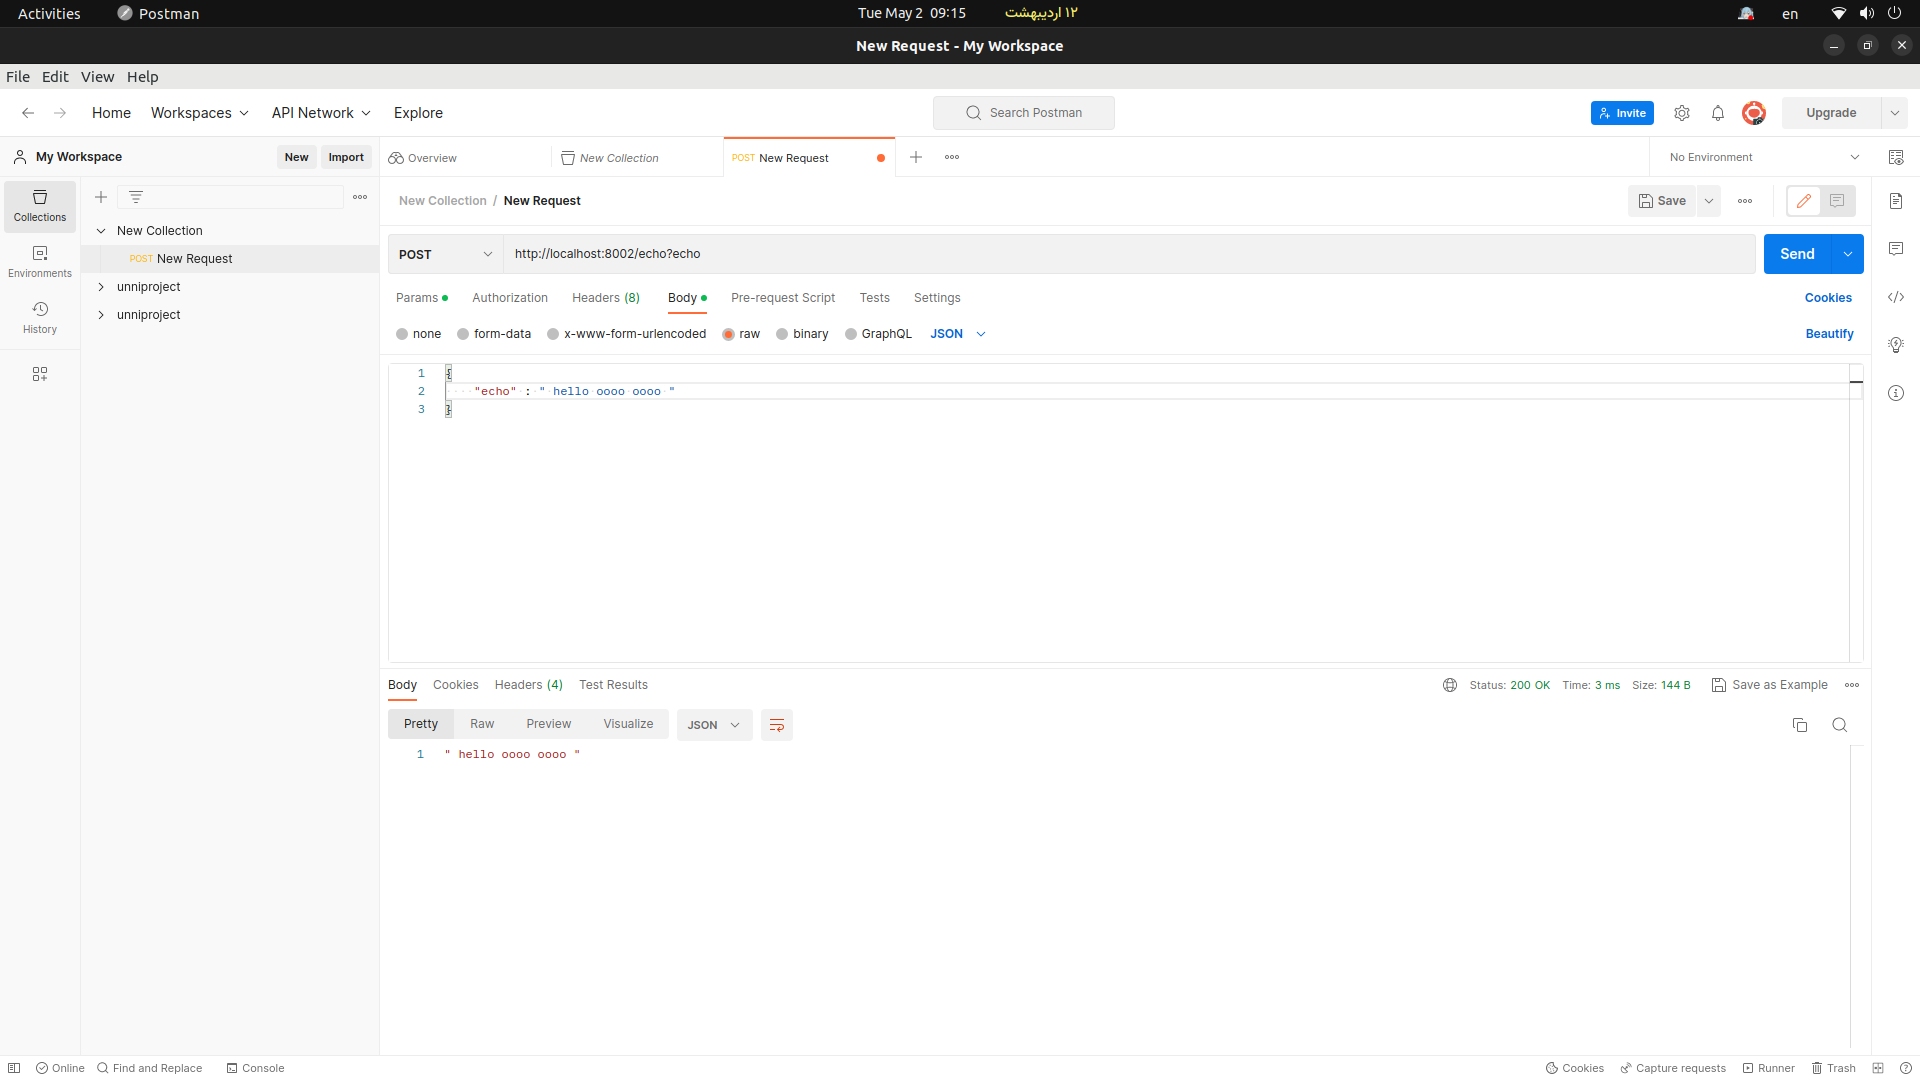 Activities Postman Tue May 2 09:15 ۱۲ اردیبهشت en
New Request - My Workspace
File Edit View Help
Home Workspaces API Network Explore Search Postman Invite Upgrade
My Workspace New Import Overview New Collection POST New Request No Environment
Collections
Environments
History
New Collection
POST New Request
unniproject
unniproject
New Collection / New Request Save
POST http://localhost:8002/echo?echo Send
Params Authorization Headers (8) Body Pre-request Script Tests Settings Cookies
none form-data x-www-form-urlencoded raw binary GraphQL JSON Beautify
1 {
2 "echo" : " hello oooo oooo "
3 }
Body Cookies Headers (4) Test Results Status: 200 OK Time: 3 ms Size: 144 B Save as Example
Pretty Raw Preview Visualize JSON
1 " hello oooo oooo "
Online Find and Replace Console Cookies Capture requests Runner Trash